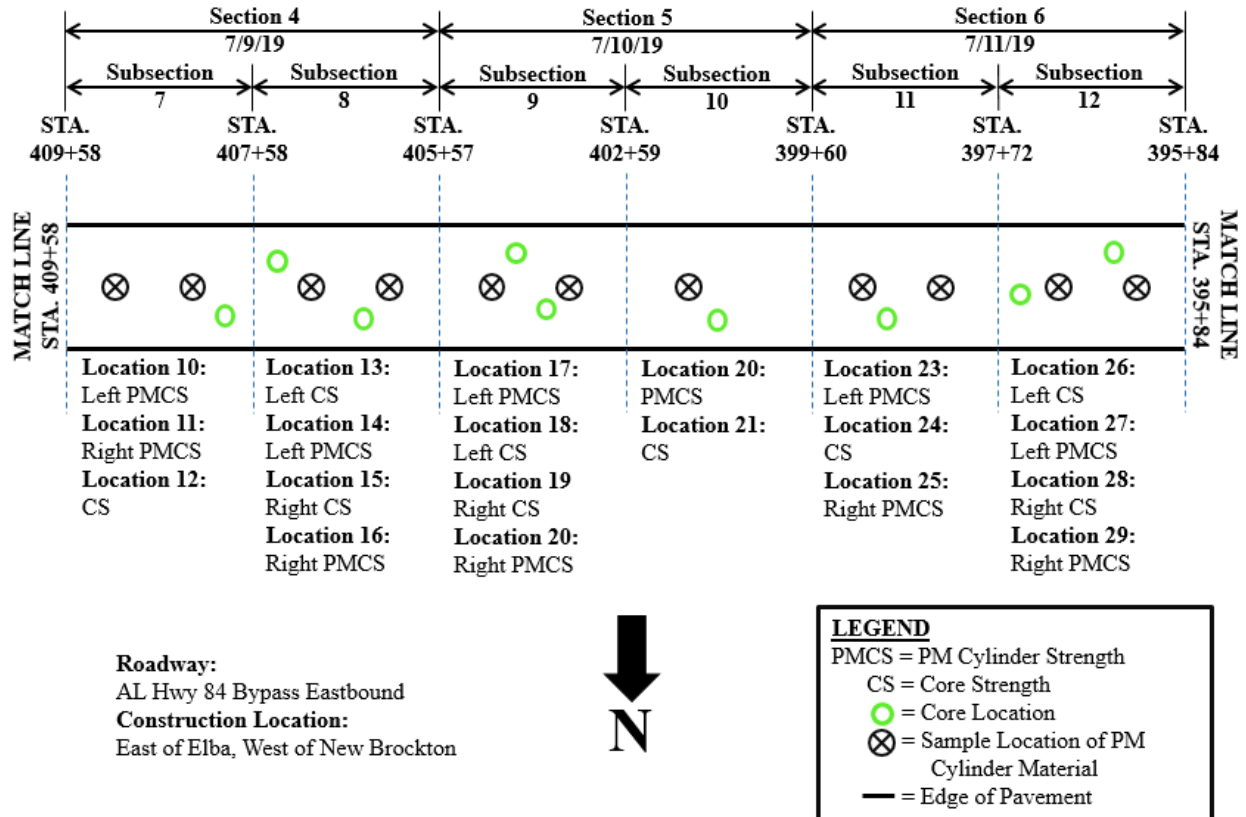 Section 4
Section 5
Section 6
7/9/19
7/10/19
7/11/19
Subsection
Subsection
Subsection
Subsection
Subsection
Subsection
7
8
9
10
11
12
STA.
409+58
STA.
407+58
STA.
405+57
STA.
402+59
STA.
399+60
STA.
397+72
STA.
395+84
MATCH LINE
STA. 409+58
MATCH LINE
STA. 395+84
Location 10:
Left PMCS
Location 11:
Right PMCS
Location 12:
CS
Location 13:
Left CS
Location 14:
Left PMCS
Location 15:
Right CS
Location 16:
Right PMCS
Location 17:
Left PMCS
Location 18:
Left CS
Location 19
Right CS
Location 20:
Right PMCS
Location 20:
PMCS
Location 21:
CS
Location 23:
Left PMCS
Location 24:
CS
Location 25:
Right PMCS
Location 26:
Left CS
Location 27:
Left PMCS
Location 28:
Right CS
Location 29:
Right PMCS
Roadway:
AL Hwy 84 Bypass Eastbound
Construction Location:
East of Elba, West of New Brockton
N
LEGEND
PMCS = PM Cylinder Strength
CS = Core Strength
= Core Location
= Sample Location of PM
Cylinder Material
= Edge of Pavement